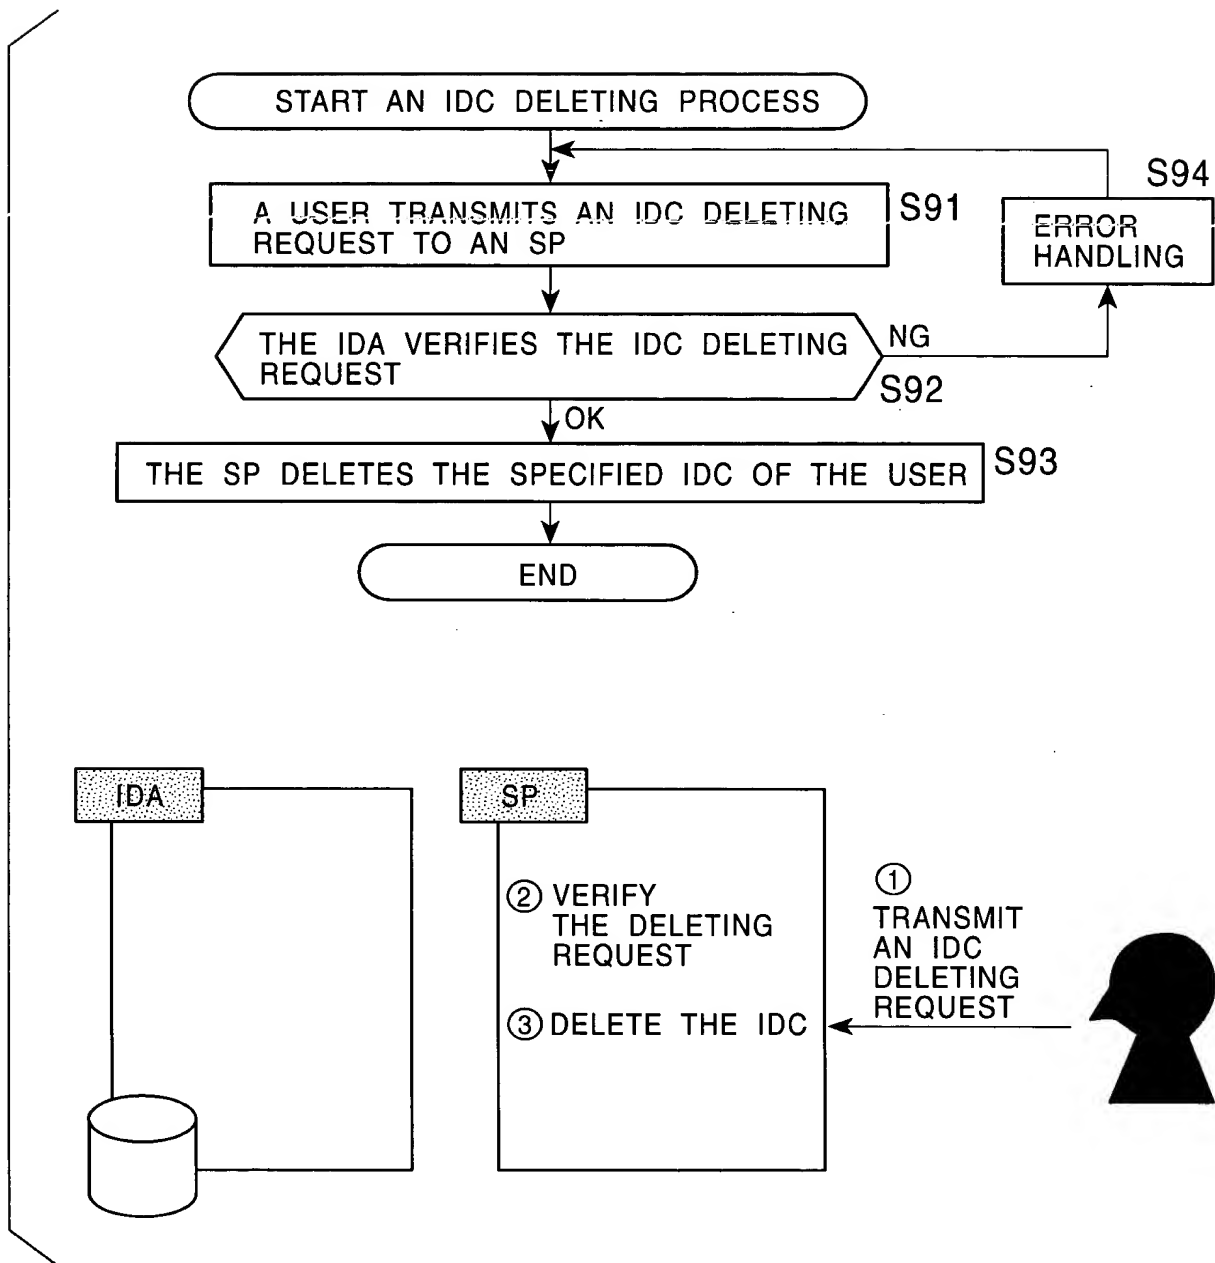 START AN IDC DELETING PROCESS
S94
A USER TRANSMITS AN IDC DELETING
REQUEST TO AN SP
S91
ERROR
HANDLING
THE IDA VERIFIES THE IDC DELETING
REQUEST
NG
S92
OK
THE SP DELETES THE SPECIFIED IDC OF THE USER
S93
END
IDA
SP
② VERIFY
THE DELETING
REQUEST
③ DELETE THE IDC
①
TRANSMIT
AN IDC
DELETING
REQUEST